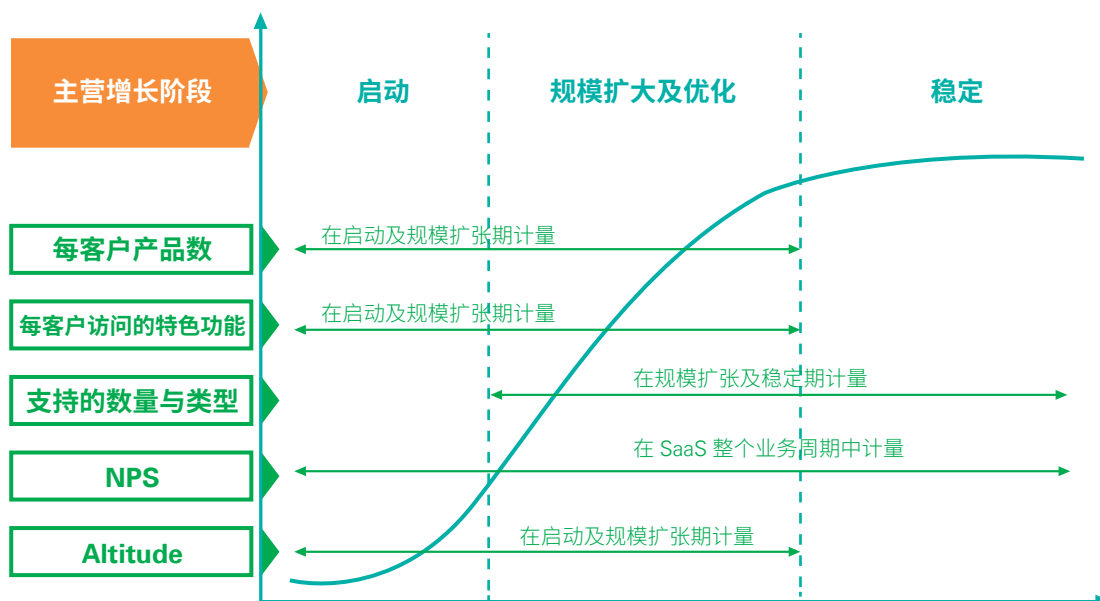 主营增长阶段
启动
规模扩大及优化
稳定
每客户产品数
在启动及规模扩张期计量
每客户访问的特色功能
在启动及规模扩张期计量
支持的数量与类型
在规模扩张及稳定期计量
NPS
在 SaaS 整个业务周期中计量
Altitude
在启动及规模扩张期计量